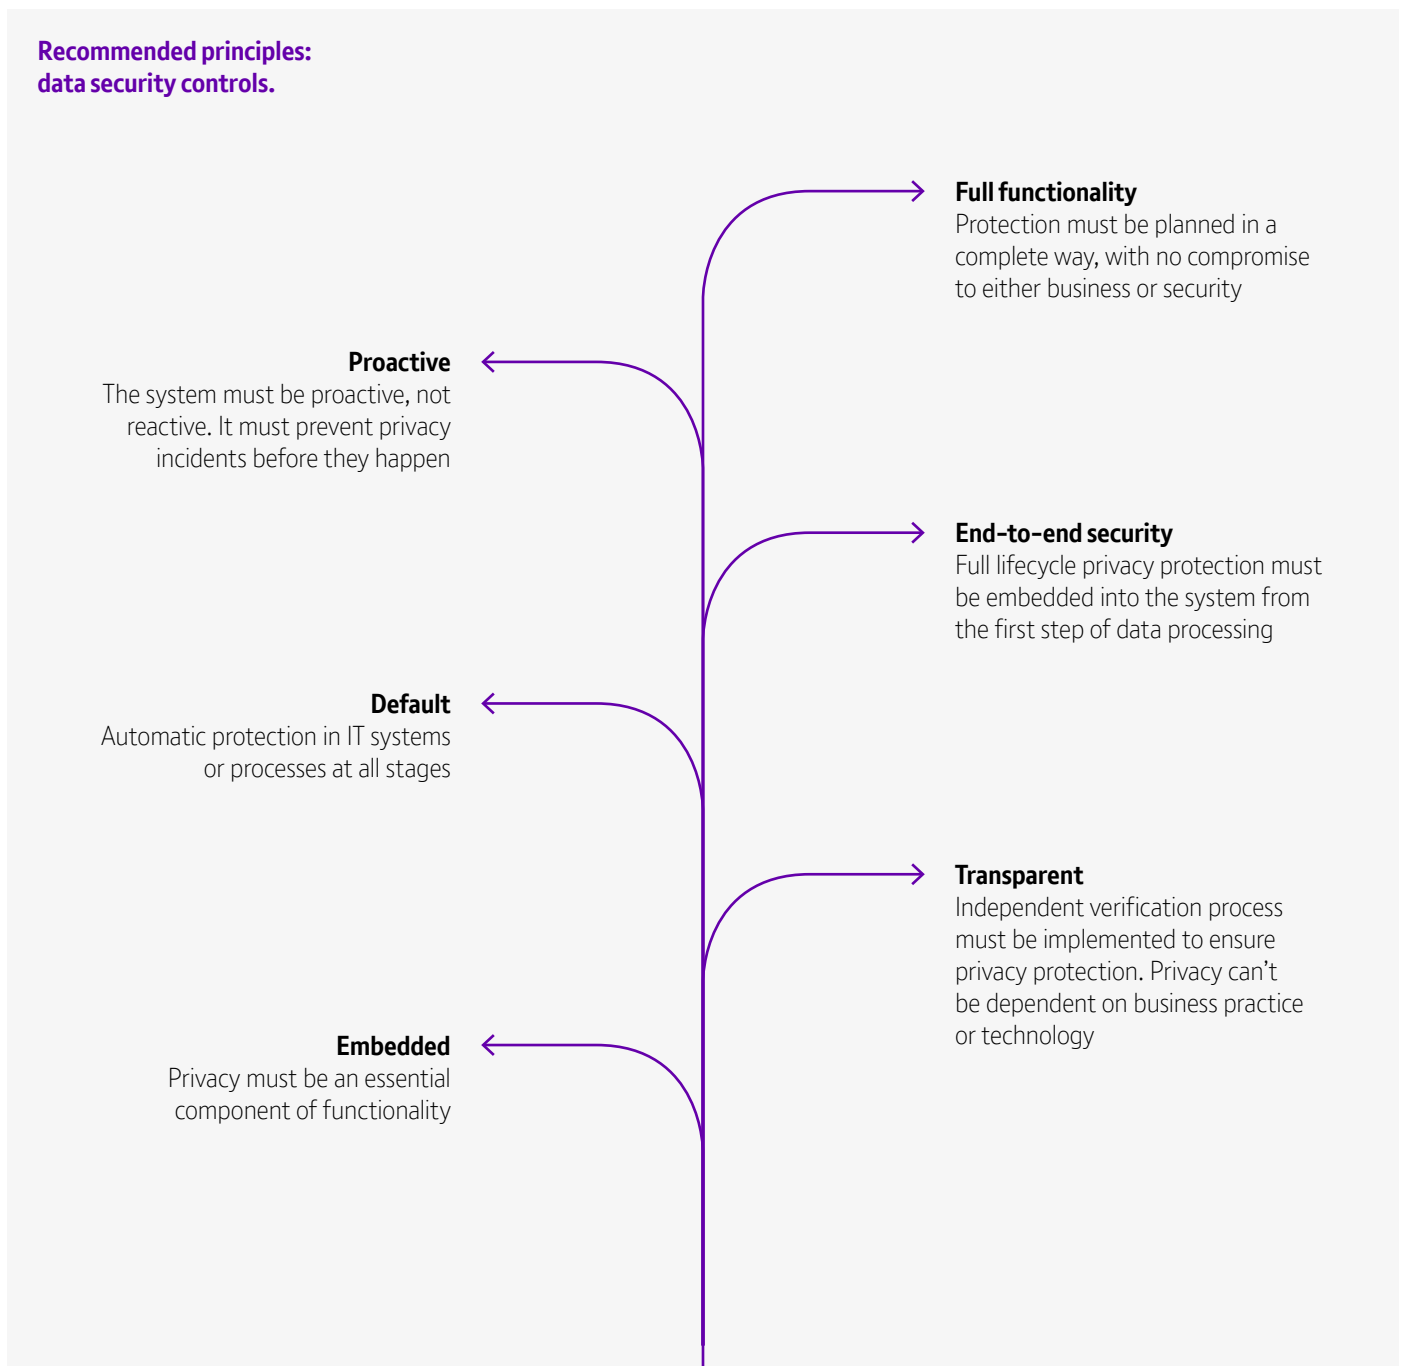 Recommended principles:
data security controls.
Full functionality
Protection must be planned in a
complete way, with no compromise
to either business or security
Proactive
The system must be proactive, not
reactive. It must prevent privacy
incidents before they happen
End-to-end security
Full lifecycle privacy protection must
be embedded into the system from
the first step of data processing
Default
Automatic protection in IT systems
or processes at all stages
Transparent
Independent verification process
must be implemented to ensure
privacy protection. Privacy can’t
be dependent on business practice
or technology
Embedded
Privacy must be an essential
component of functionality